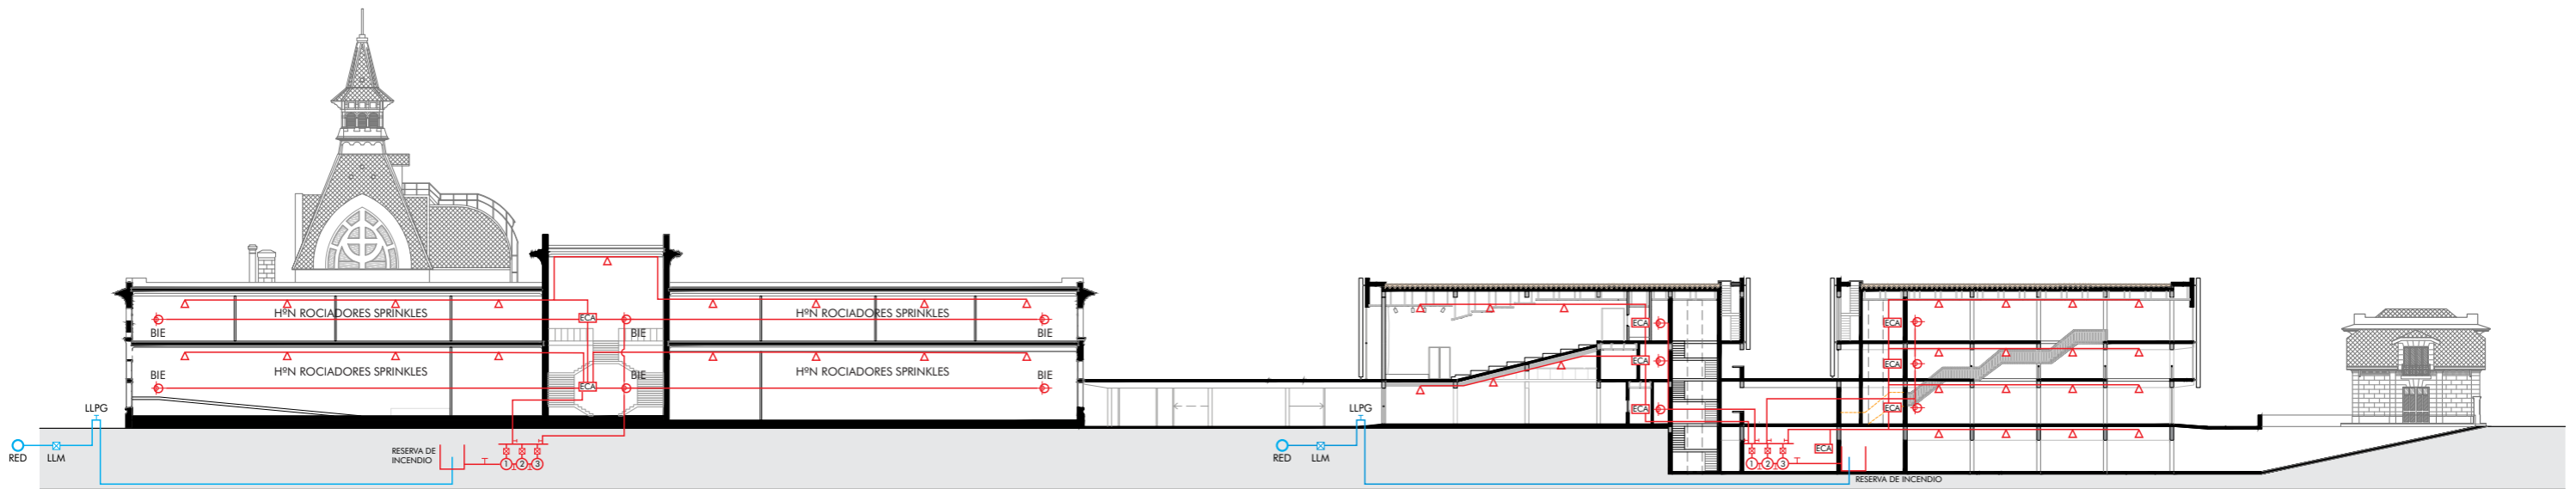 HºN ROCIADORES SPRINKLES
HºN ROCIADORES SPRINKLES
ECA
BIE
BIE
BIE
HºN ROCIADORES SPRINKLES
HºN ROCIADORES SPRINKLES
BIE
BIE
BIE
ECA
LLPG
RED
LLM
RESERVA DE
INCENDIO
1 2 3
ECA
ECA
ECA
LLPG
RED
LLM
1 2 3
ECA
ECA
ECA
ECA
RESERVA DE INCENDIO